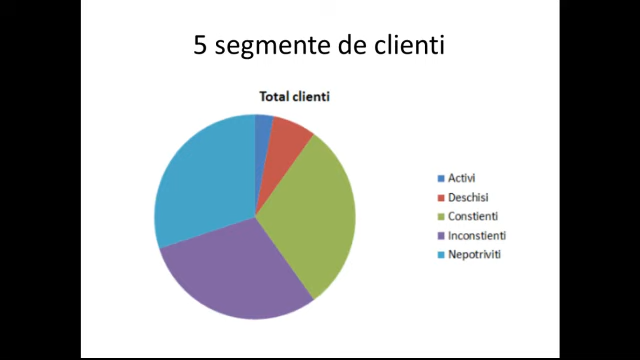 5 segmente de clienti
Total clienti
Activi
Deschisi
Constienti
Inconstienti
Nepotriviti